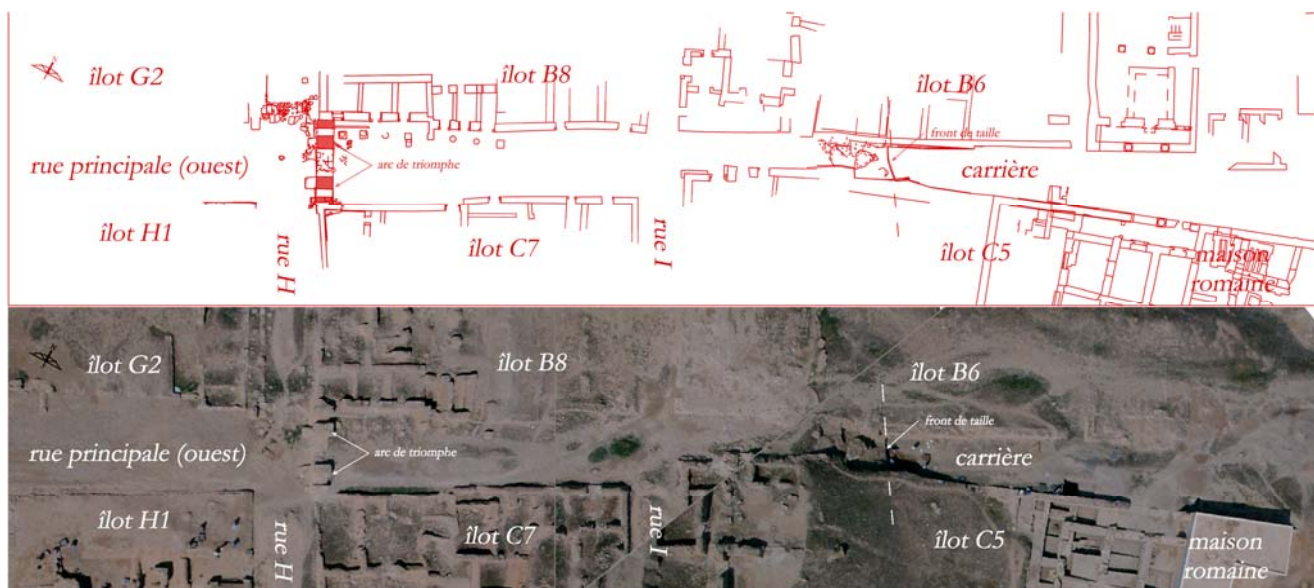 îlot G2
îlot B8
îlot B6
front de taille
rue principale (ouest)
arc de triomphe
carrière
îlot H1
rue H
îlot C7
rue I
îlot C5
maison
romaine
îlot G2
îlot B8
îlot B6
front de taille
rue principale (ouest)
arc de triomphe
carrière
îlot H1
rue H
îlot C7
rue I
îlot C5
maison
romaine